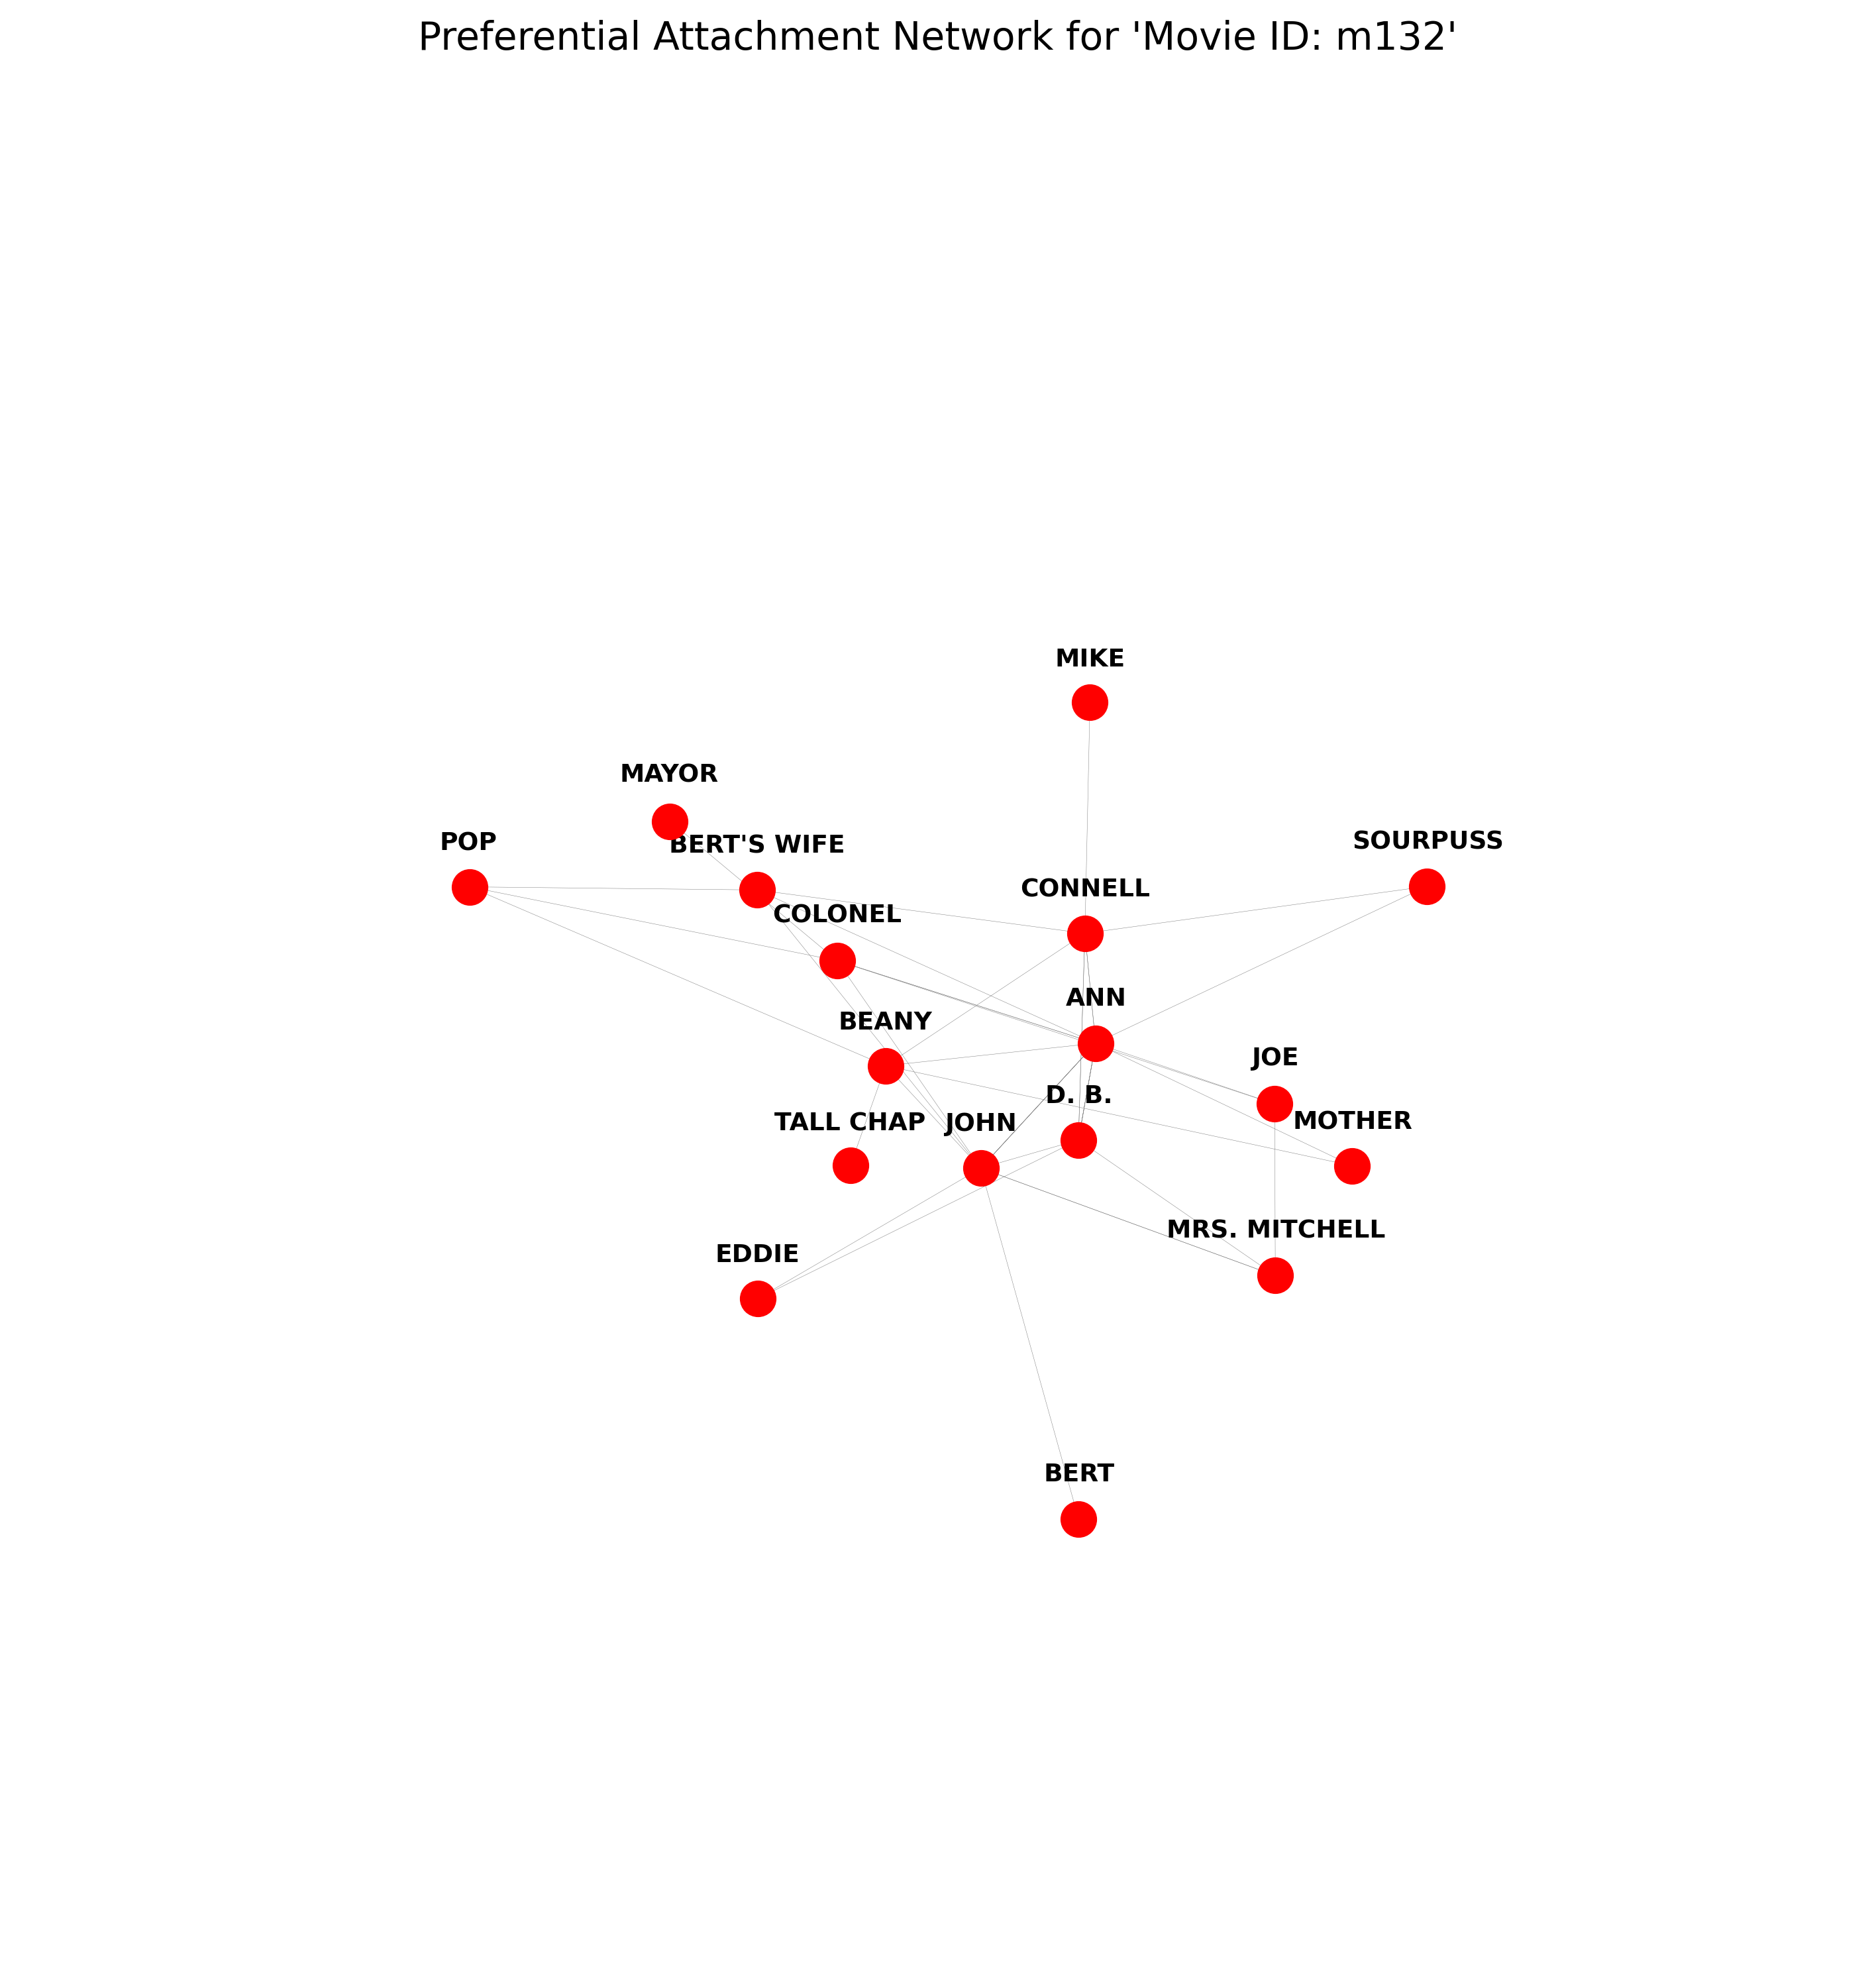 Preferential Attachment Network for 'Movie ID: m132'
MIKE
MAYOR
POP
BERT'S WIFE
SOURPUSS
CONNELL
COLONEL
ANN
BEANY
JOE
D. B.
MOTHER
TALL CHAP
JOHN
MRS. MITCHELL
EDDIE
BERT